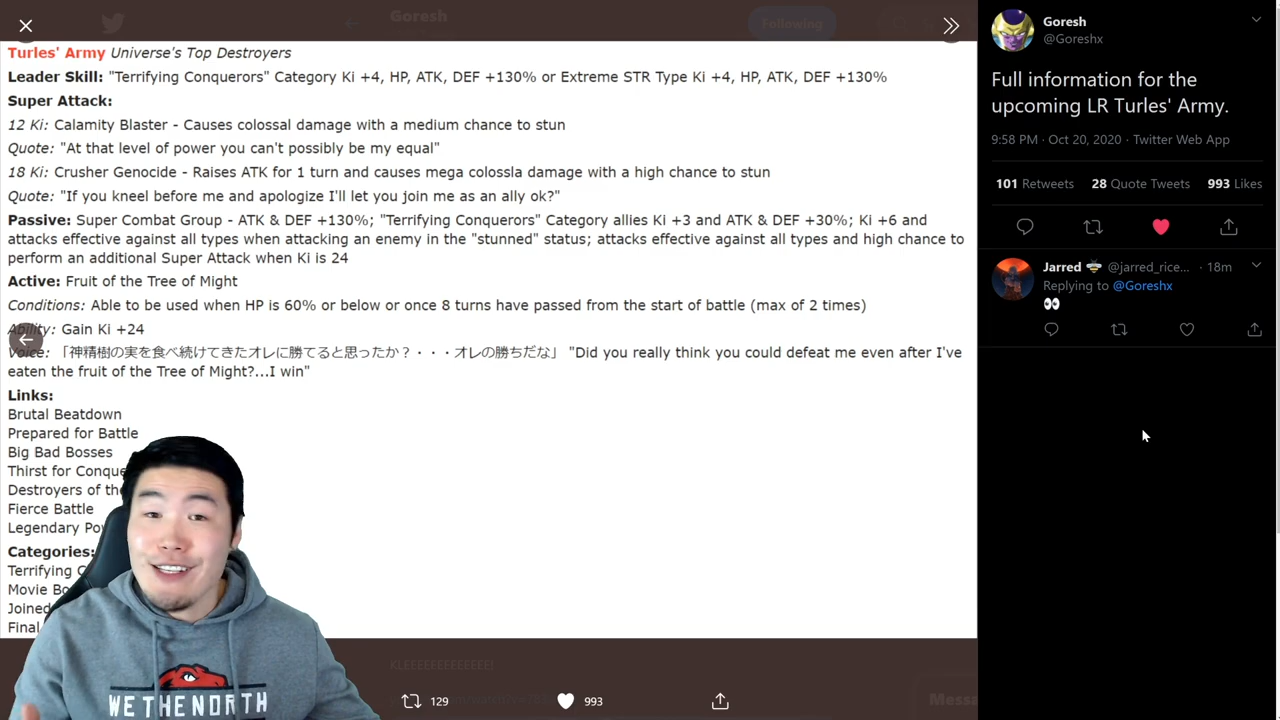 Goresh
Following
Turles' Army Universe's Top Destroyers
Leader Skill: "Terrifying Conquerors" Category Ki +4, HP, ATK, DEF +130% or Extreme STR Type Ki +4, HP, ATK, DEF +130%
Super Attack:
12 Ki: Calamity Blaster - Causes colossal damage with a medium chance to stun
Quote: "At that level of power you can't possibly be my equal"
18 Ki: Crusher Genocide - Raises ATK for 1 turn and causes mega colossla damage with a high chance to stun
Quote: "If you kneel before me and apologize I'll let you join me as an ally ok?"
Passive: Super Combat Group - ATK & DEF +130%; "Terrifying Conquerors" Category allies Ki +3 and ATK & DEF +30%; Ki +6 and
attacks effective against all types when attacking an enemy in the "stunned" status; attacks effective against all types and high chance to
perform an additional Super Attack when Ki is 24
Active: Fruit of the Tree of Might
Conditions: Able to be used when HP is 60% or below or once 8 turns have passed from the start of battle (max of 2 times)
Ability: Gain Ki +24
Voice: 「神精樹の実を食べ続けてきたオレに勝てると思ったか？・・・オレの勝ちだな」 "Did you really think you could defeat me even after I've
eaten the fruit of the Tree of Might?...I win"
Links:
Brutal Beatdown
Prepared for Battle
Big Bad Bosses
Thirst for Conque
Destroyers of the
Fierce Battle
Legendary Po
Categories:
Terrifying C
Movie Bo
Joined
Final
129
993
Goresh
@Goreshx
Full information for the
upcoming LR Turles' Army.
9:58 PM · Oct 20, 2020 · Twitter Web App
101 Retweets 28 Quote Tweets 993 Likes
Jarred @jarred_rice... · 18m
Replying to @Goreshx
WETHENORTH